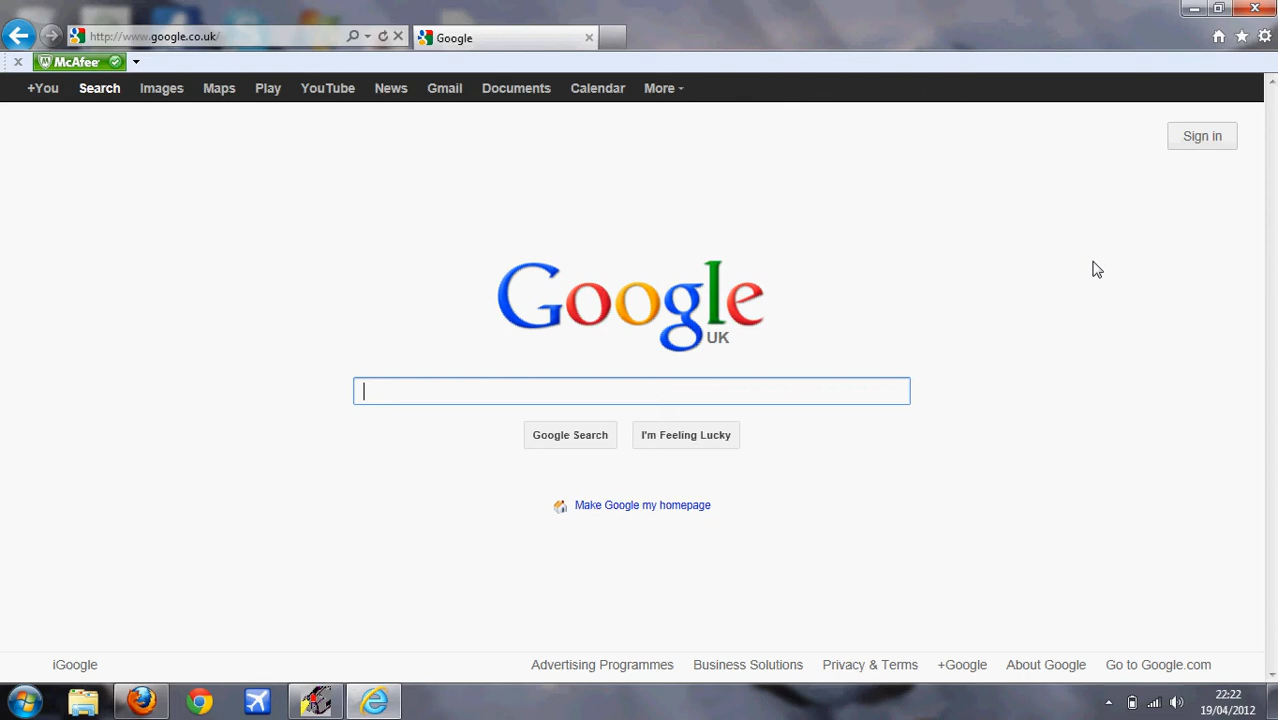 http://www.google.co.uk/
Google
McAfee
+You Search Images Maps Play YouTube News Gmail Documents Calendar More
Sign in
Google
UK
Google Search I'm Feeling Lucky
Make Google my homepage
iGoogle Advertising Programmes Business Solutions Privacy & Terms +Google About Google Go to Google.com
22:22
19/04/2012